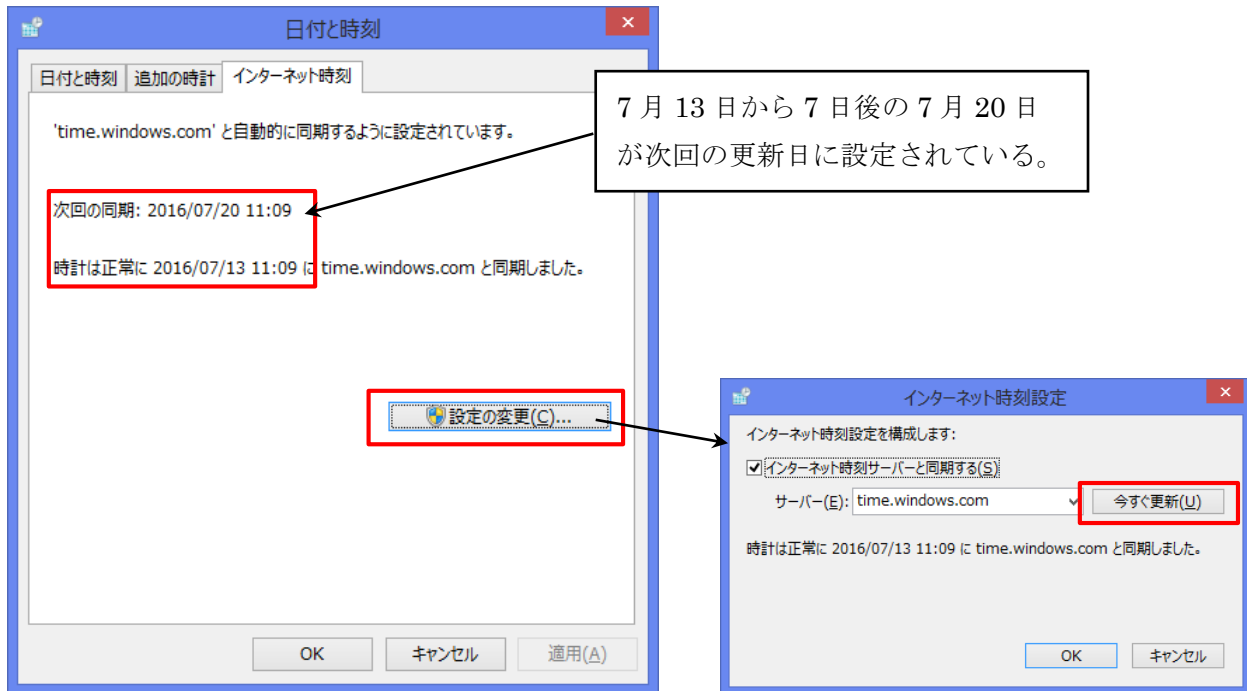 日付と時刻
日付と時刻 追加の時計 インターネット時刻
'time.windows.com' と自動的に同期するように設定されています。
次回の同期: 2016/07/20 11:09
時計は正常に 2016/07/13 11:09 に time.windows.com と同期しました。
設定の変更(C)...
OK キャンセル 適用(A)
7 月 13 日から 7 日後の 7 月 20 日
が次回の更新日に設定されている。
インターネット時刻設定
インターネット時刻設定を構成します:
インターネット時刻サーバーと同期する(S)
サーバー(E): time.windows.com 今すぐ更新(U)
時計は正常に 2016/07/13 11:09 に time.windows.com と同期しました。
OK キャンセル